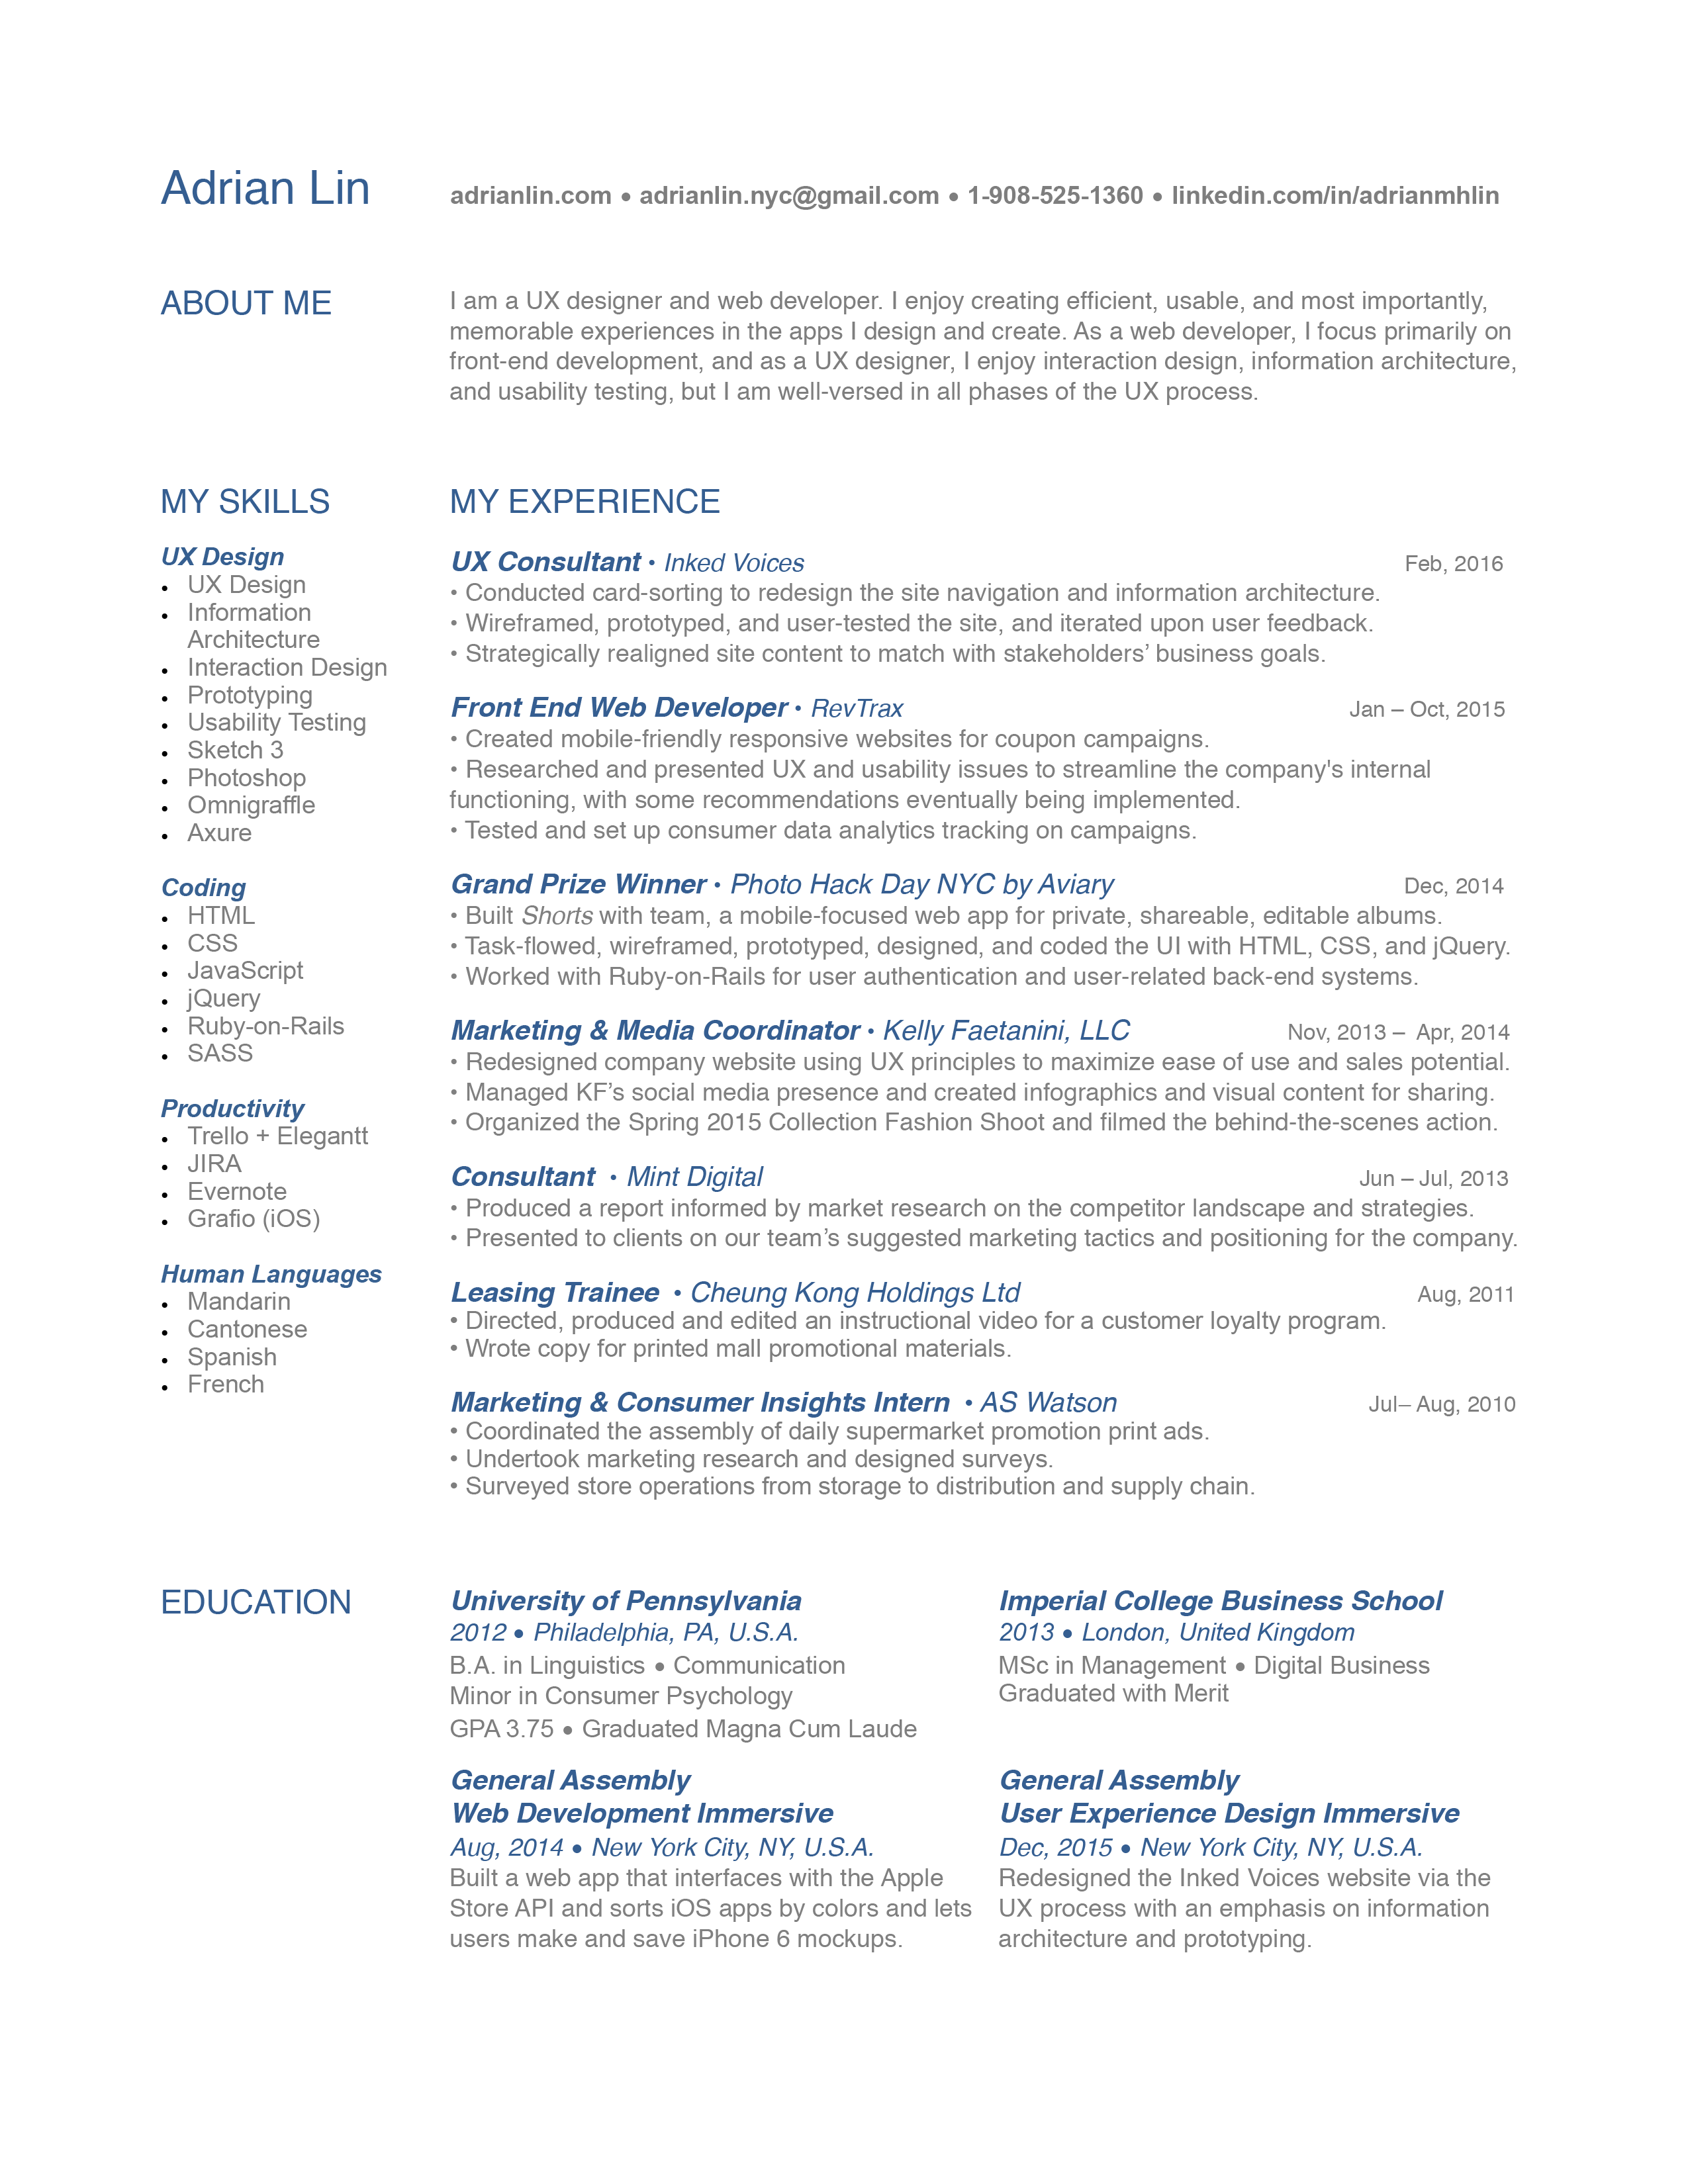 Adrian Lin
adrianlin.com • adrianlin.nyc@gmail.com • 1-908-525-1360 • linkedin.com/in/adrianmhlin
ABOUT ME
I am a UX designer and web developer. I enjoy creating efficient, usable, and most importantly,
memorable experiences in the apps I design and create. As a web developer, I focus primarily on
front-end development, and as a UX designer, I enjoy interaction design, information architecture,
and usability testing, but I am well-versed in all phases of the UX process.
MY SKILLS
UX Design
• UX Design
• Information
Architecture
• Interaction Design
• Prototyping
• Usability Testing
• Sketch 3
• Photoshop
• Omnigraffle
• Axure
Coding
• HTML
• CSS
• JavaScript
• jQuery
• Ruby-on-Rails
• SASS
Productivity
• Trello + Elegantt
• JIRA
• Evernote
• Grafio (iOS)
Human Languages
• Mandarin
• Cantonese
• Spanish
• French
MY EXPERIENCE
UX Consultant • Inked Voices Feb, 2016
• Conducted card-sorting to redesign the site navigation and information architecture.
• Wireframed, prototyped, and user-tested the site, and iterated upon user feedback.
• Strategically realigned site content to match with stakeholders’ business goals.
Front End Web Developer • RevTrax Jan – Oct, 2015
• Created mobile-friendly responsive websites for coupon campaigns.
• Researched and presented UX and usability issues to streamline the company's internal
functioning, with some recommendations eventually being implemented.
• Tested and set up consumer data analytics tracking on campaigns.
Grand Prize Winner • Photo Hack Day NYC by Aviary Dec, 2014
• Built Shorts with team, a mobile-focused web app for private, shareable, editable albums.
• Task-flowed, wireframed, prototyped, designed, and coded the UI with HTML, CSS, and jQuery.
• Worked with Ruby-on-Rails for user authentication and user-related back-end systems.
Marketing & Media Coordinator • Kelly Faetanini, LLC Nov, 2013 – Apr, 2014
• Redesigned company website using UX principles to maximize ease of use and sales potential.
• Managed KF’s social media presence and created infographics and visual content for sharing.
• Organized the Spring 2015 Collection Fashion Shoot and filmed the behind-the-scenes action.
Consultant • Mint Digital Jun – Jul, 2013
• Produced a report informed by market research on the competitor landscape and strategies.
• Presented to clients on our team’s suggested marketing tactics and positioning for the company.
Leasing Trainee • Cheung Kong Holdings Ltd Aug, 2011
• Directed, produced and edited an instructional video for a customer loyalty program.
• Wrote copy for printed mall promotional materials.
Marketing & Consumer Insights Intern • AS Watson Jul– Aug, 2010
• Coordinated the assembly of daily supermarket promotion print ads.
• Undertook marketing research and designed surveys.
• Surveyed store operations from storage to distribution and supply chain.
EDUCATION
University of Pennsylvania
2012 • Philadelphia, PA, U.S.A.
B.A. in Linguistics • Communication
Minor in Consumer Psychology
GPA 3.75 • Graduated Magna Cum Laude
Imperial College Business School
2013 • London, United Kingdom
MSc in Management • Digital Business
Graduated with Merit
General Assembly
Web Development Immersive
Aug, 2014 • New York City, NY, U.S.A.
Built a web app that interfaces with the Apple
Store API and sorts iOS apps by colors and lets
users make and save iPhone 6 mockups.
General Assembly
User Experience Design Immersive
Dec, 2015 • New York City, NY, U.S.A.
Redesigned the Inked Voices website via the
UX process with an emphasis on information
architecture and prototyping.